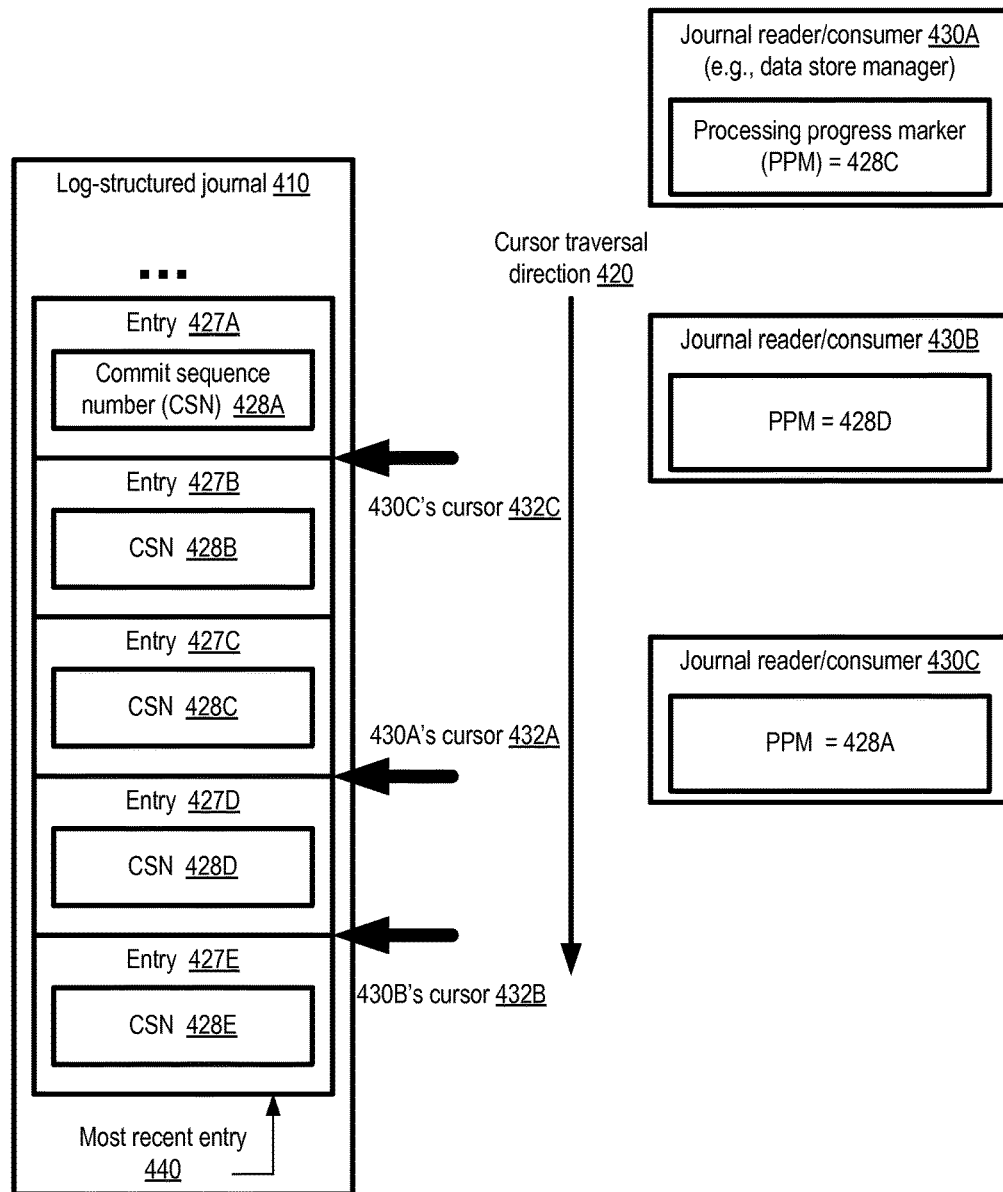 Journal reader/consumer 430A
(e.g., data store manager)
Processing progress marker
(PPM) = 428C
Log-structured journal 410
...
Cursor traversal
direction 420
Entry 427A
Commit sequence
number (CSN) 428A
Journal reader/consumer 430B
PPM = 428D
Entry 427B
430C's cursor 432C
CSN 428B
Entry 427C
CSN 428C
Journal reader/consumer 430C
430A's cursor 432A
PPM = 428A
Entry 427D
CSN 428D
Entry 427E
430B's cursor 432B
CSN 428E
Most recent entry
440